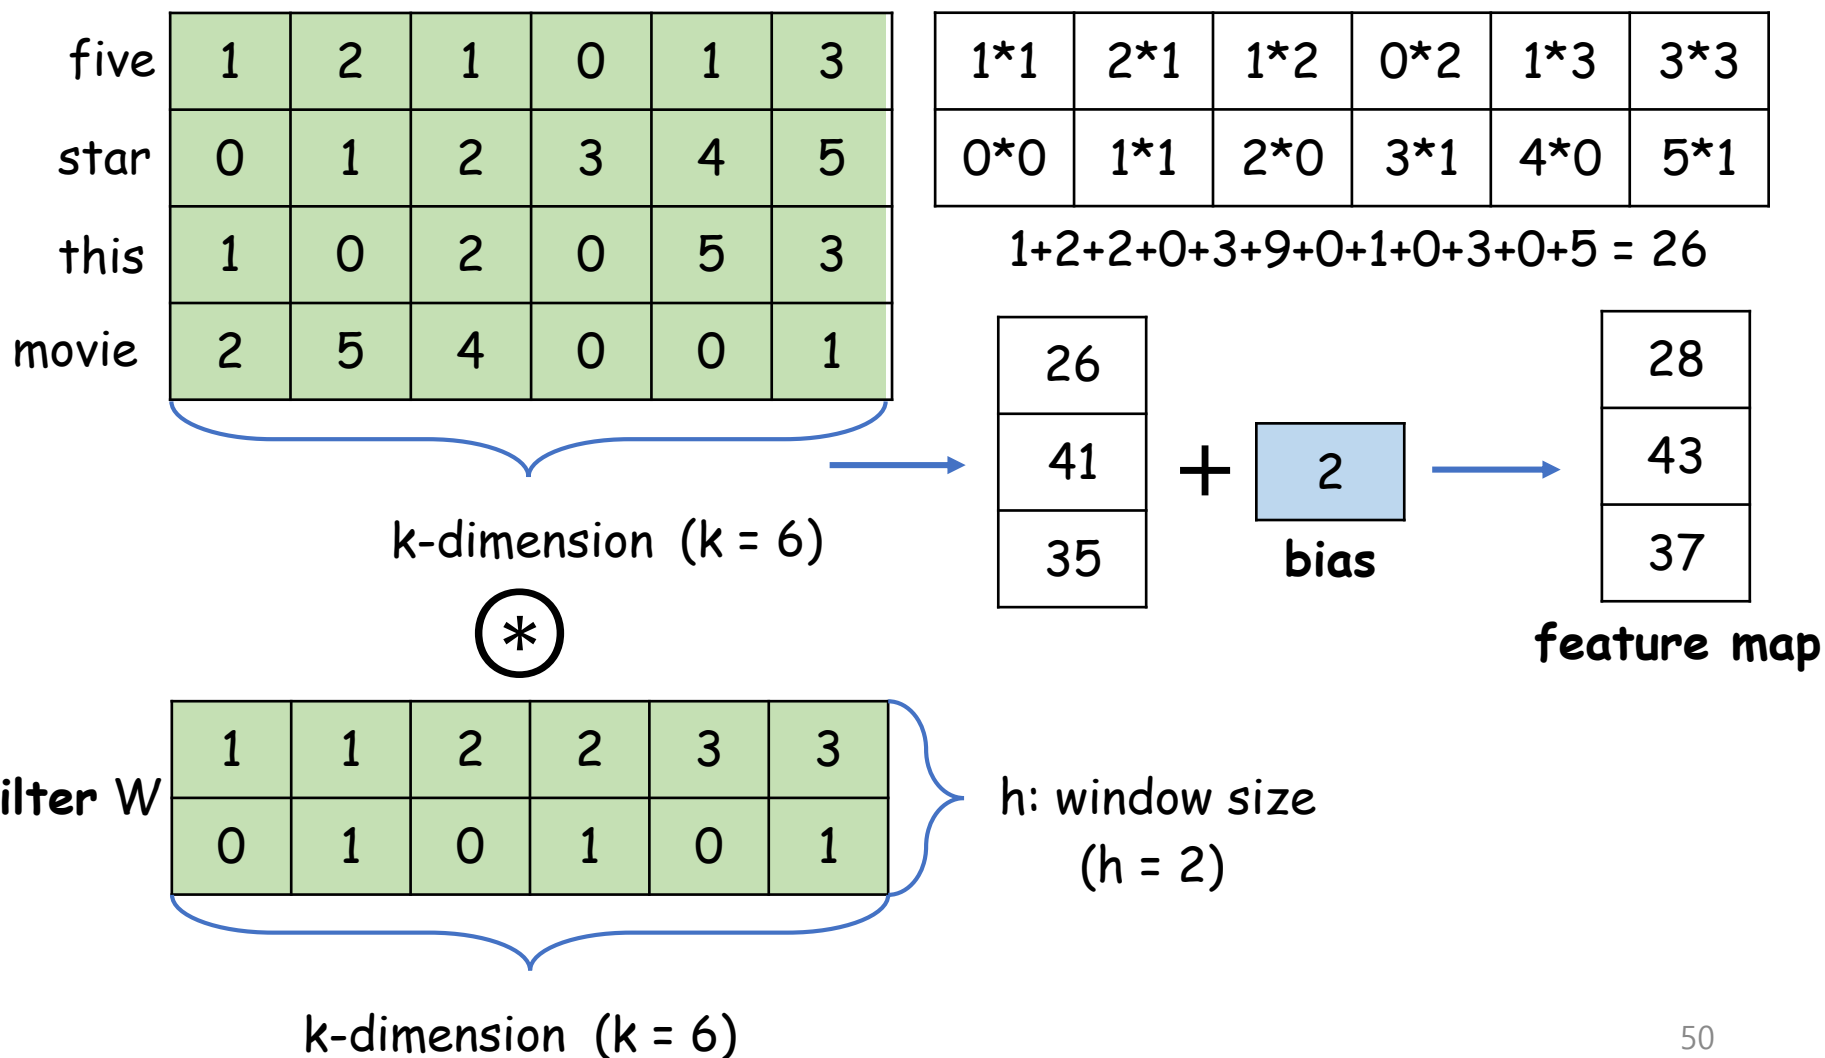 five 1 2 1 0 1 3
star 0 1 2 3 4 5
this 1 0 2 0 5 3
movie 2 5 4 0 0 1
k-dimension (k = 6)
*
ilter W
1 1 2 2 3 3
0 1 0 1 0 1
h: window size
(h = 2)
k-dimension (k = 6)
1*1 2*1 1*2 0*2 1*3 3*3
0*0 1*1 2*0 3*1 4*0 5*1
1+2+2+0+3+9+0+1+0+3+0+5 = 26
26
41
35
+
2
bias
28
43
37
feature map
50